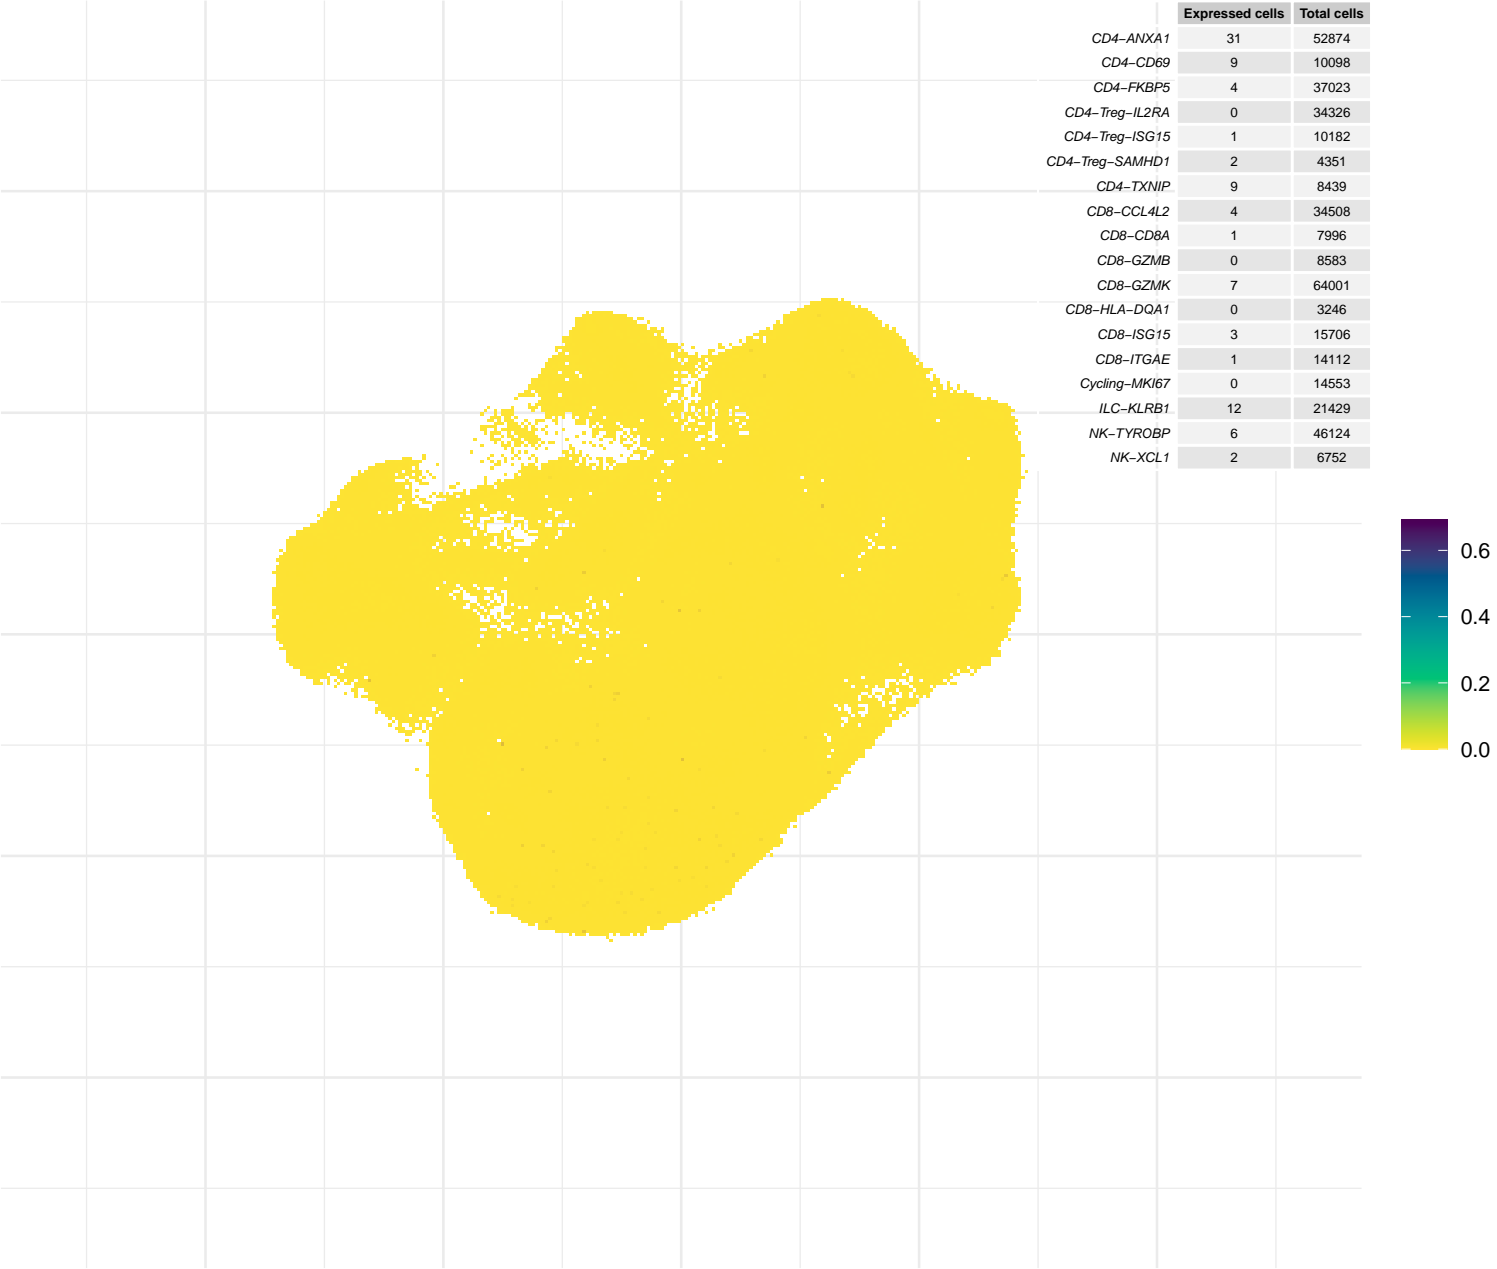 Expressed cells Total cells
CD4−ANXA1 31 52874
CD4−CD69 9 10098
CD4−FKBP5 4 37023
CD4−Treg−IL2RA 0 34326
CD4−Treg−ISG15 1 10182
CD4−Treg−SAMHD1 2 4351
CD4−TXNIP 9 8439
CD8−CCL4L2 4 34508
CD8−CD8A 1 7996
CD8−GZMB 0 8583
CD8−GZMK 7 64001
CD8−HLA−DQA1 0 3246
CD8−ISG15 3 15706
CD8−ITGAE 1 14112
Cycling−MKI67 0 14553
ILC−KLRB1 12 21429
NK−TYROBP 6 46124
NK−XCL1 2 6752
0.6
0.4
0.2
0.0